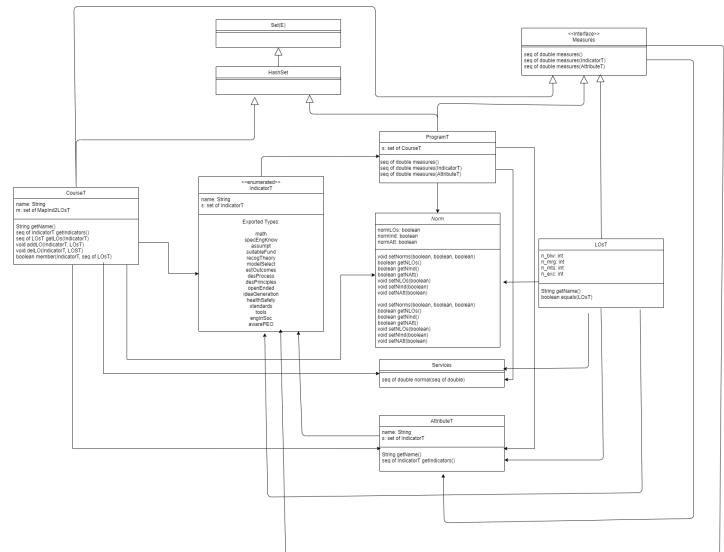 Set(E)
HashSet
<<Interface>>
Measures
seq of double measures()
seq of double measures(IndicatorT)
seq of double measures(AttributeT)
ProgramT
s: set of CourseT
seq of double measures()
seq of double measures(IndicatorT)
seq of double measures(AttributeT)
<<enumerated>>
IndicatorT
name: String
s: set of IndicatorT
Exported Types:
math
specEngKnow
assumpt
suitableFund
recogTheory
modelSelect
estOutcomes
desProcess
desPrinciples
openEnded
ideaGeneration
healthSafety
standards
tools
engInSoc
awarePEO
CourseT
name: String
m: set of MapInd2LOsT
String getName()
seq of IndicatorT getIndicators()
seq of LOST getLOs(IndicatorT)
void addLO(IndicatorT, LOST)
void delLO(IndicatorT, LOST)
boolean member(IndicatorT, seq of LOST)
Norm
normLOs: boolean
normInd: boolean
normAtt: boolean
void setNorms(boolean, boolean, boolean)
boolean getNLOs()
boolean getNInd()
boolean getNAtt()
void setNLOs(boolean)
void setNInd(boolean)
void setNAtt(boolean)
void setNorms(boolean, boolean, boolean)
boolean getNLOs()
boolean getNInd()
boolean getNAtt()
void setNLOs(boolean)
void setNInd(boolean)
void setNAtt(boolean)
LOST
n_blw: int
n_mrg: int
n_mts: int
n_exc: int
String getName()
boolean equals(LOST)
Services
seq of double normal(seq of double)
AttributeT
name: String
s: set of IndicatorT
String getName()
seq of IndicatorT getIndicators()